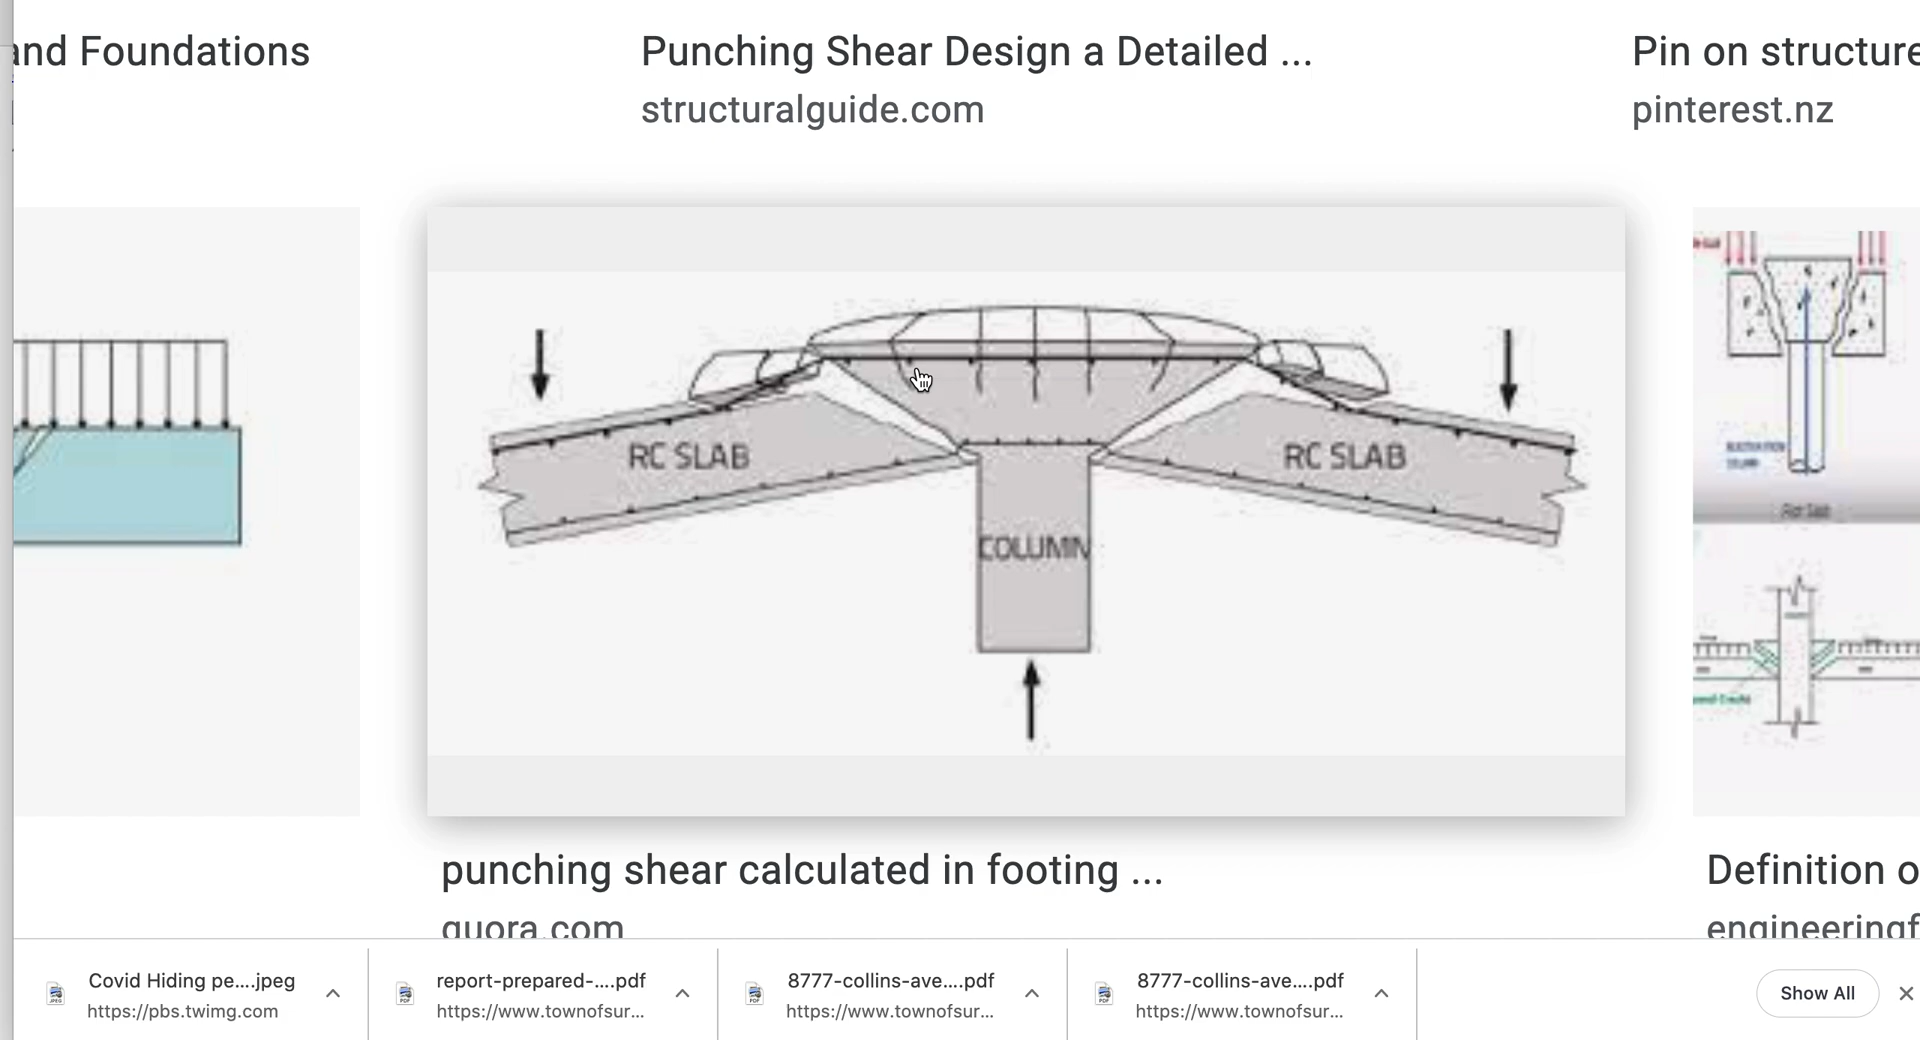 and Foundations
Punching Shear Design a Detailed ...
structuralguide.com
Pin on structure
pinterest.nz
RC SLAB
RC SLAB
COLUMN
punching shear calculated in footing ...
quora.com
Definition o
engineeringf
Covid Hiding pe....jpeg
https://pbs.twimg.com
report-prepared-....pdf
https://www.townofsur...
8777-collins-ave....pdf
https://www.townofsur...
8777-collins-ave....pdf
https://www.townofsur...
Show All